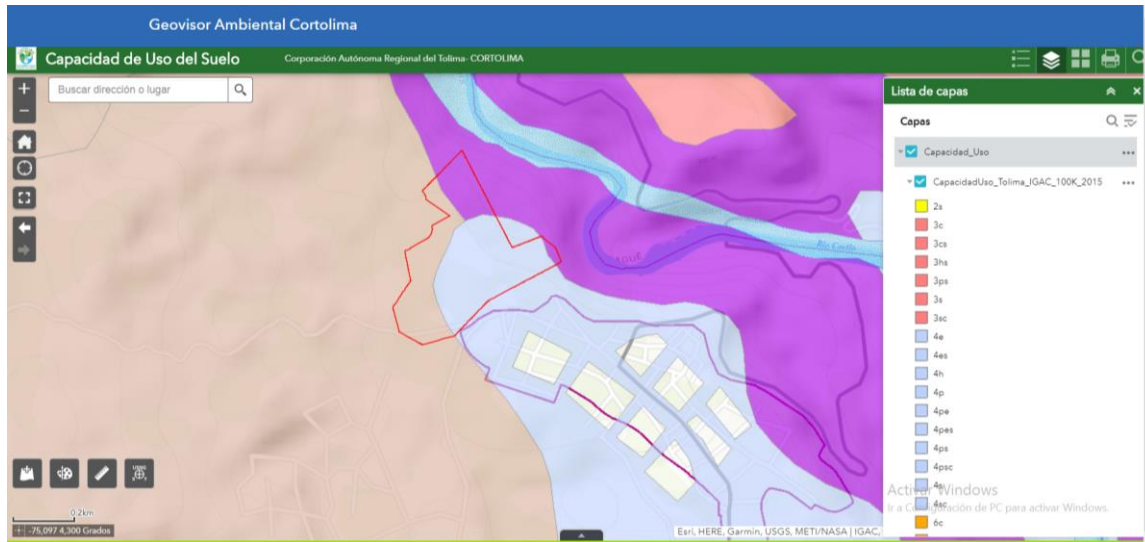 Geovisor Ambiental Cortolima
Capacidad de Uso del Suelo
Corporación Autónoma Regional del Tolima- CORTOLIMA
Buscar dirección o lugar
Lista de capas
Capas
Capacidad_Uso
CapacidadUso_Tolima_IGAC_100K_2015
2s
3c
3cs
3hs
3ps
3s
3sc
4e
4es
4h
4p
4pe
4pes
4ps
4psc
4s
4sc
6c
Activar Windows
Ir a Configuración de PC para activar Windows.
0.2km
-75,097 4,300 Grados
Esri, HERE, Garmin, USGS, METI/NASA | IGAC,